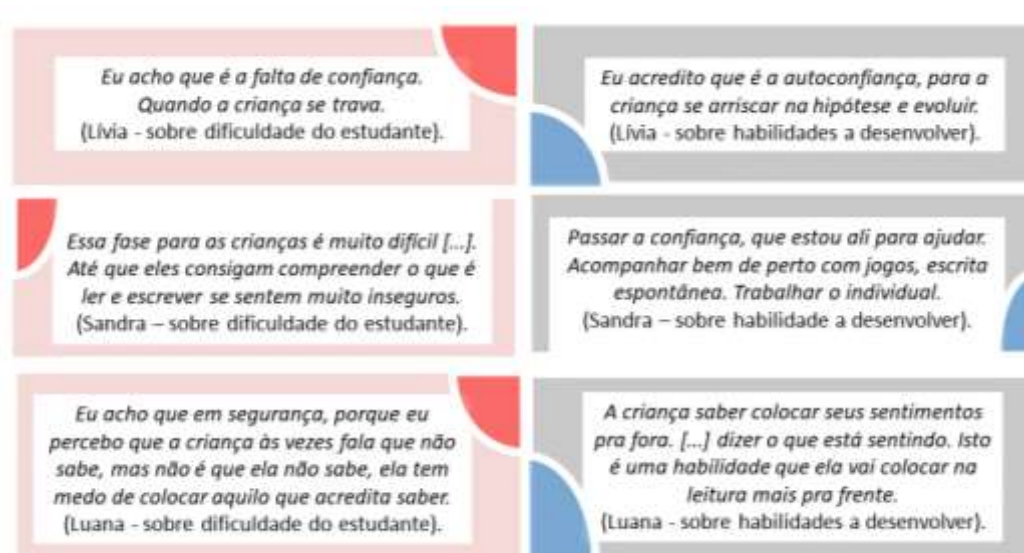 Eu acho que é a falta de confiança.
Quando a criança se trava.
(Lívia - sobre dificuldade do estudante).
Eu acredito que é a autoconfiança, para a
criança se arriscar na hipótese e evoluir.
(Lívia - sobre habilidades a desenvolver).
Essa fase para as crianças é muito difícil [...].
Até que eles consigam compreender o que é
ler e escrever se sentem muito inseguros.
(Sandra – sobre dificuldade do estudante).
Passar a confiança, que estou ali para ajudar.
Acompanhar bem de perto com jogos, escrita
espontânea. Trabalhar o individual.
(Sandra – sobre habilidade a desenvolver).
Eu acho que em segurança, porque eu
percebo que a criança às vezes fala que não
sabe, mas não é que ela não sabe, ela tem
medo de colocar aquilo que acredita saber.
(Luana - sobre dificuldade do estudante).
A criança saber colocar seus sentimentos
pra fora. [...] dizer o que está sentindo. Isto
é uma habilidade que ela vai colocar na
leitura mais pra frente.
(Luana - sobre habilidades a desenvolver).